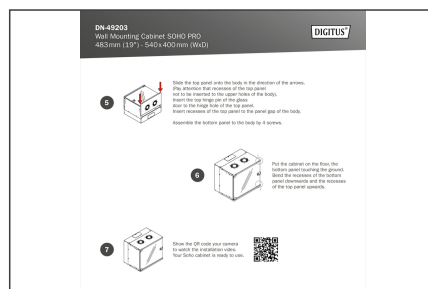 DN-49203
Wall Mounting Cabinet SOHO PRO
483 mm (19") - 540 x 400 mm (WxD)
DIGITUS®
5
Slide the top panel onto the body in the direction of the arrows.
(Pay attention that recesses of the top panel
not to be inserted to the upper holes of the body).
Insert the top hinge pin of the glass
door to the hinge hole of the top panel.
Insert recesses of the top panel to the panel gap of the body.
Assemble the bottom panel to the body by 4 screws.
6
Put the cabinet on the floor, the
bottom panel touching the ground.
Bend the recesses of the bottom
panel downwards and the recesses
of the top panel upwards.
7
Show the QR code your camera
to watch the installation video.
Your Soho cabinet is ready to use.